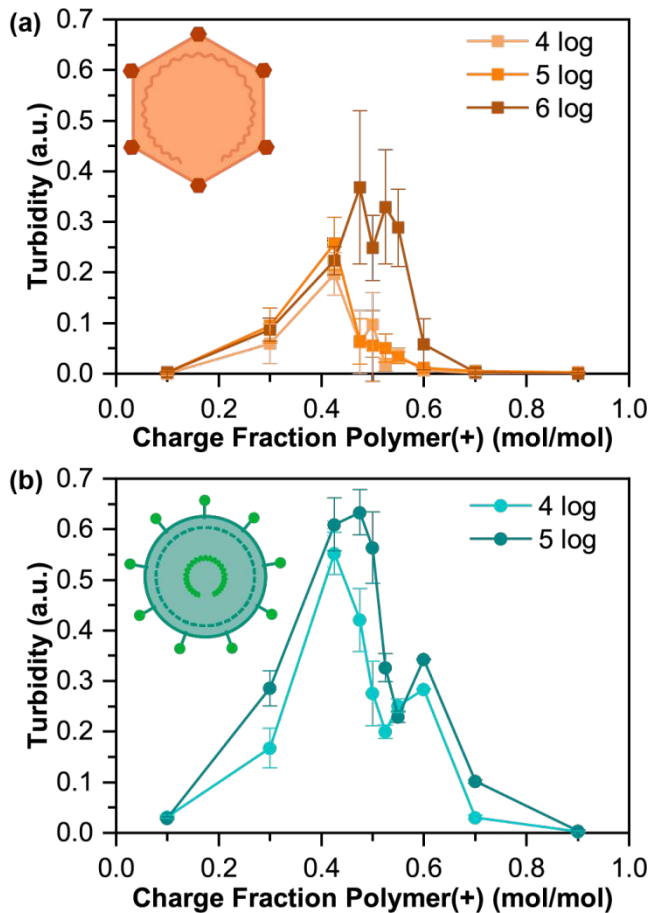 (a)
0.7
0.6
0.5
0.4
0.3
0.2
0.1
0.0
Turbidity (a.u.)
4 log
5 log
6 log
0.0 0.2 0.4 0.6 0.8 1.0
Charge Fraction Polymer(+) (mol/mol)
(b)
0.7
0.6
0.5
0.4
0.3
0.2
0.1
0.0
Turbidity (a.u.)
4 log
5 log
0.0 0.2 0.4 0.6 0.8 1.0
Charge Fraction Polymer(+) (mol/mol)